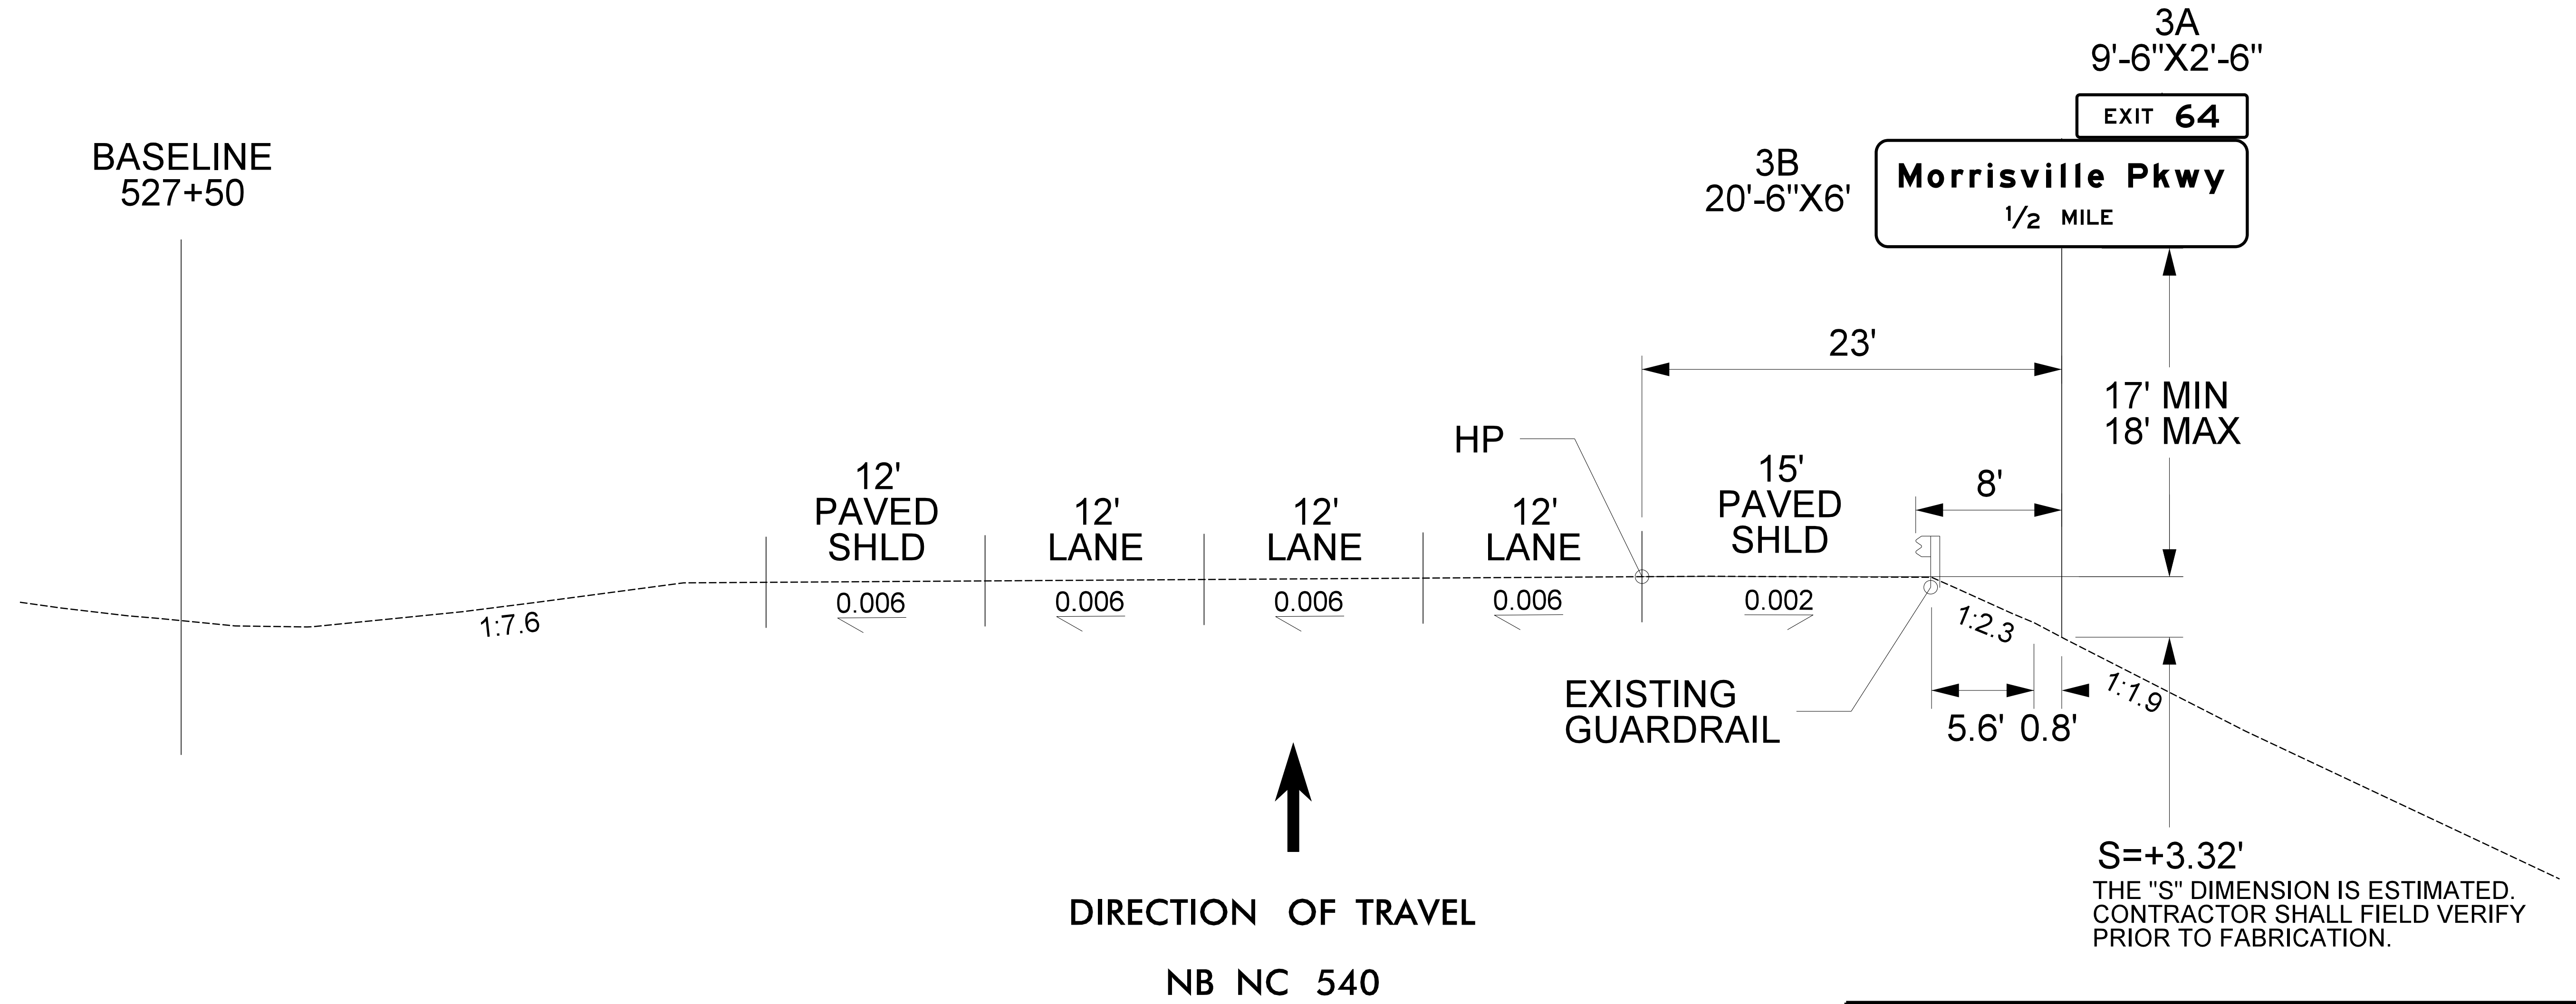 3A
9'-6"X2'-6"
EXIT 64
BASELINE
527+50
3B
20'-6"X6'
Morrisville Pkwy
1/2 MILE
23'
17' MIN
18' MAX
HP
12'
PAVED
SHLD
12'
LANE
12'
LANE
12'
LANE
15'
PAVED
SHLD
8'
1:7.6
0.006
0.006
0.006
0.006
0.002
1:2.3
1:1.9
EXISTING
GUARDRAIL
5.6' 0.8'
S=+3.32'
THE "S" DIMENSION IS ESTIMATED.
CONTRACTOR SHALL FIELD VERIFY
PRIOR TO FABRICATION.
DIRECTION OF TRAVEL
NB NC 540